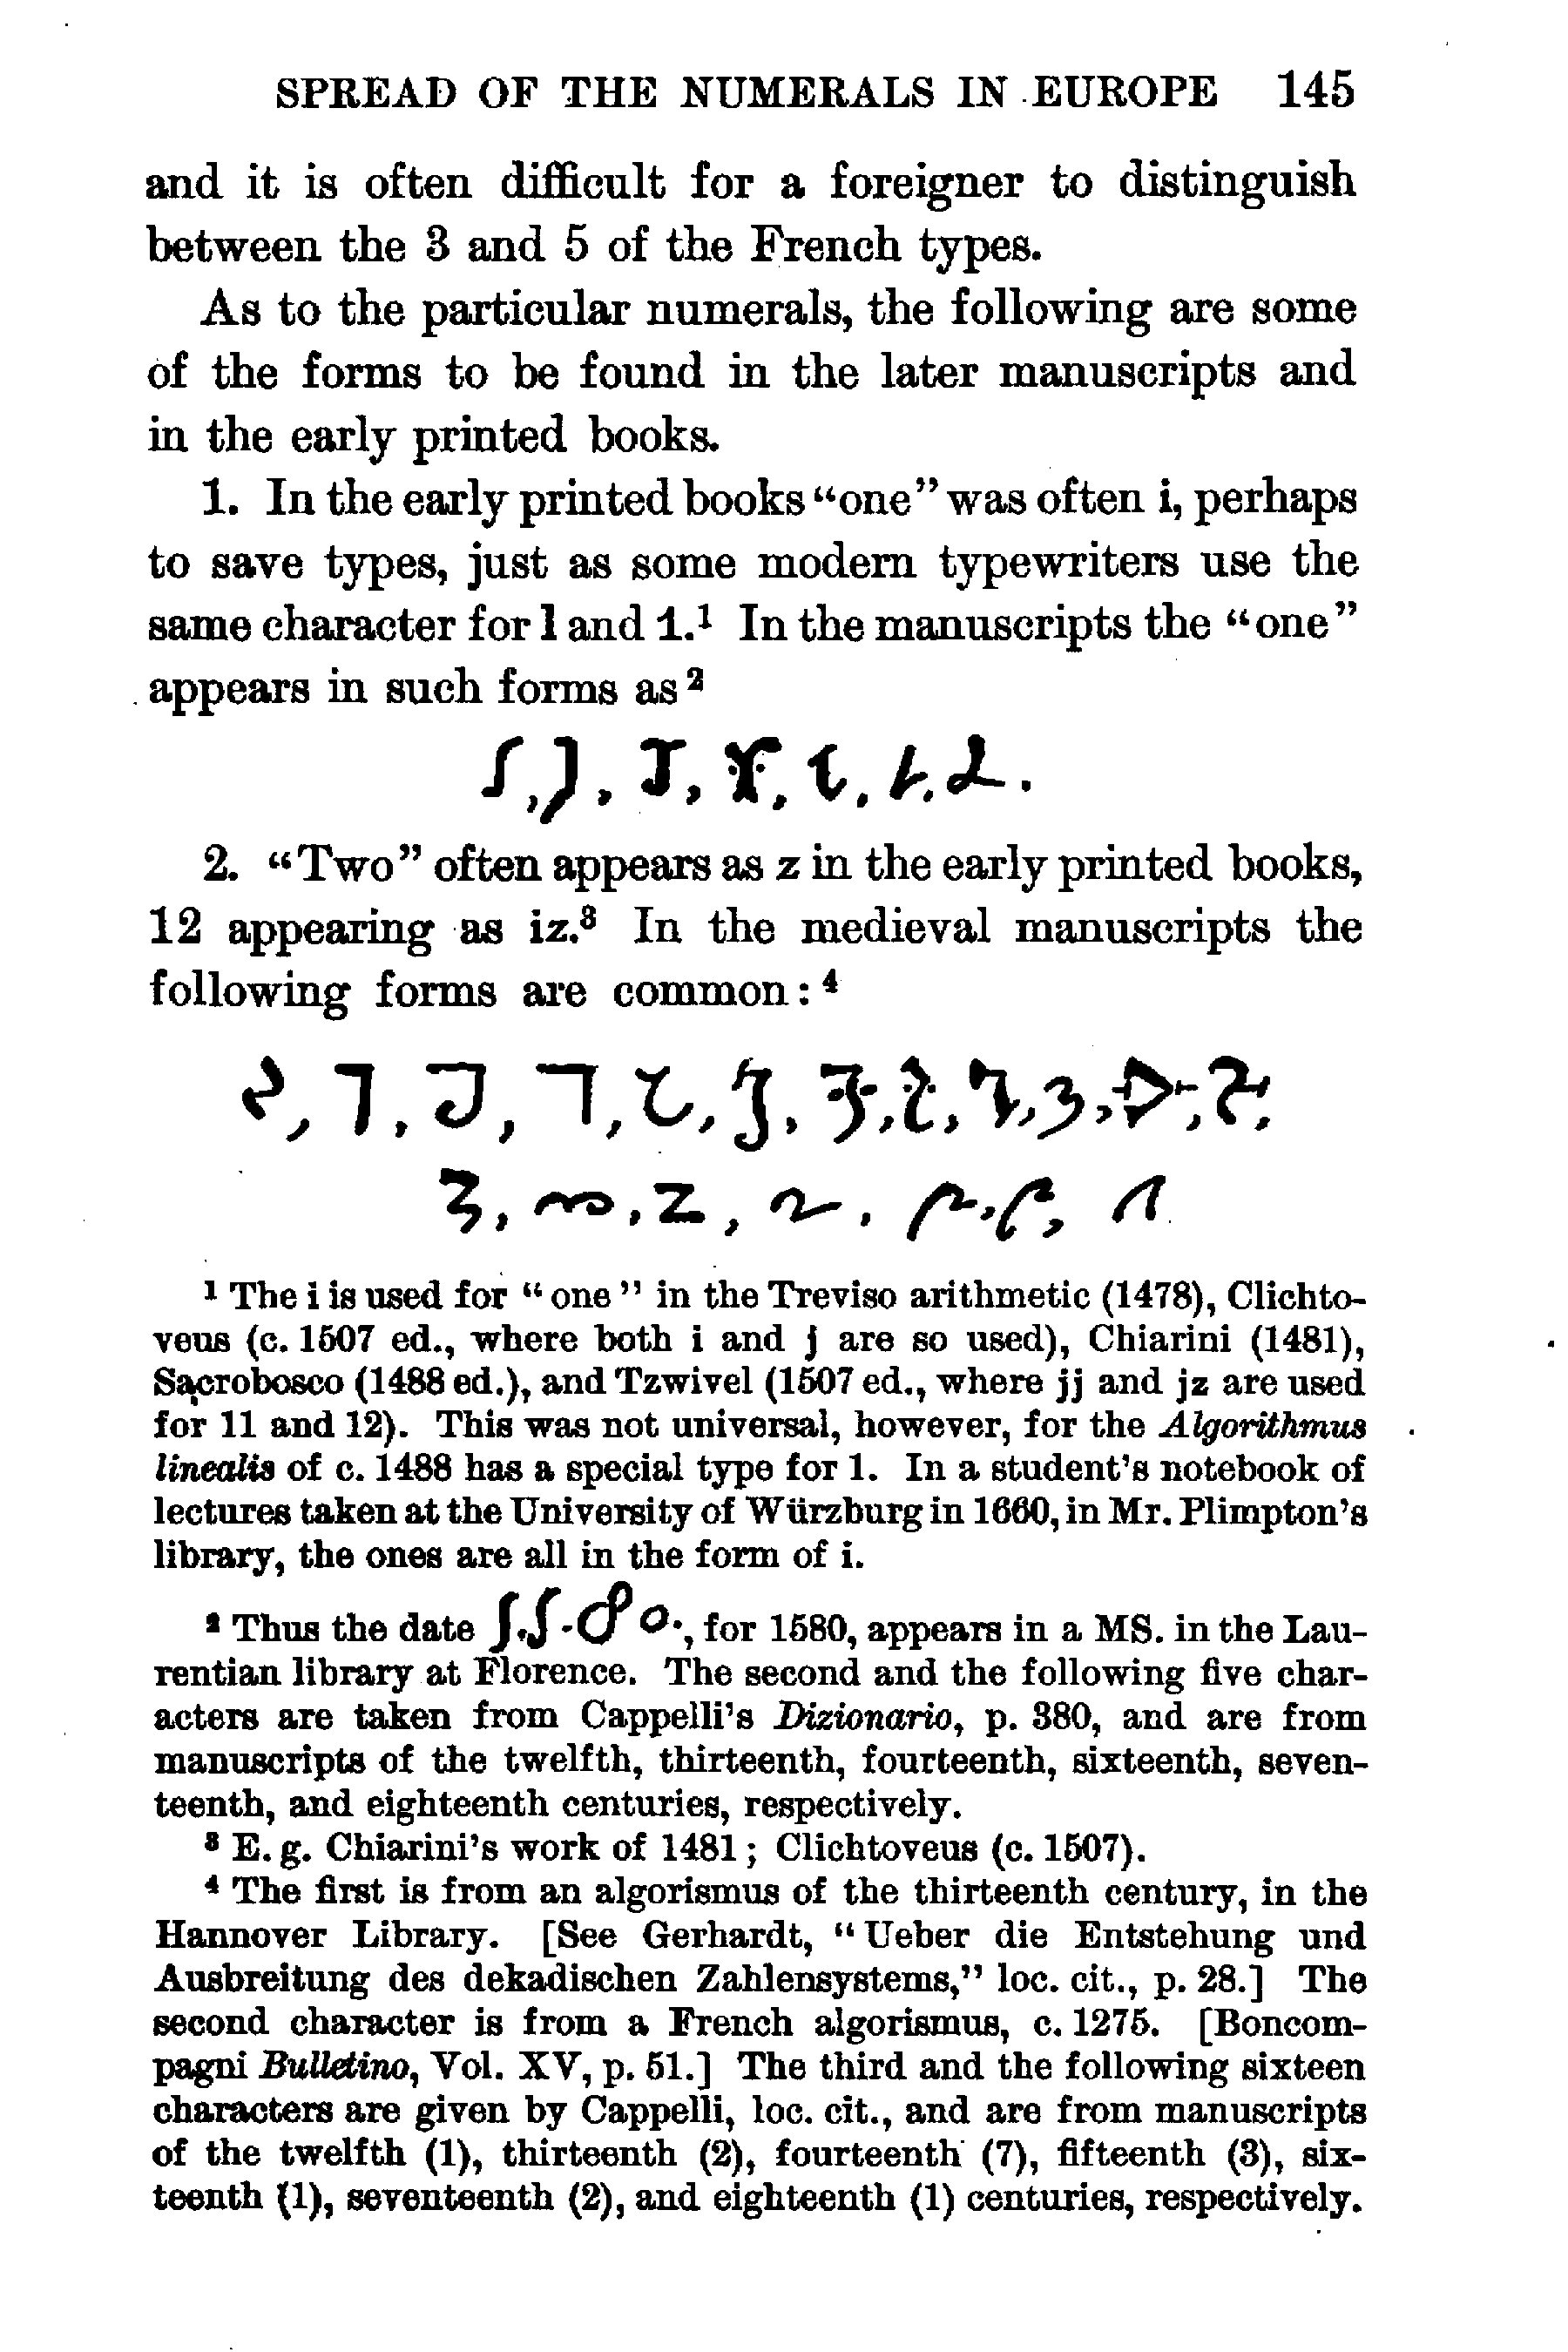 SPREAD OF THE NUMERALS IN EUROPE 145
and it is often difficult for a foreigner to distinguish
between the 3 and 5 of the French types.
As to the particular numerals, the following are some
of the forms to be found in the later manuscripts and
in the early printed books.
1. In the early printed books “one” was often i, perhaps
to save types, just as some modern typewriters use the
same character for l and 1.¹ In the manuscripts the “one”
appears in such forms as²
2. “Two” often appears as z in the early printed books,
12 appearing as iz.³ In the medieval manuscripts the
following forms are common:⁴
¹ The i is used for “one” in the Treviso arithmetic (1478), Clichto-
veus (c. 1507 ed., where both i and j are so used), Chiarini (1481),
Sacrobosco (1488 ed.), and Tzwivel (1507 ed., where jj and jz are used
for 11 and 12). This was not universal, however, for the Algorithmus
linealis of c. 1488 has a special type for 1. In a student's notebook of
lectures taken at the University of Würzburg in 1660, in Mr. Plimpton's
library, the ones are all in the form of i.
² Thus the date , for 1580, appears in a MS. in the Lau-
rentian library at Florence. The second and the following five char-
acters are taken from Cappelli's Dizionario, p. 380, and are from
manuscripts of the twelfth, thirteenth, fourteenth, sixteenth, seven-
teenth, and eighteenth centuries, respectively.
³ E. g. Chiarini's work of 1481; Clichtoveus (c. 1507).
⁴ The first is from an algorismus of the thirteenth century, in the
Hannover Library. [See Gerhardt, “Ueber die Entstehung und
Ausbreitung des dekadischen Zahlensystems,” loc. cit., p. 28.] The
second character is from a French algorismus, c. 1275. [Boncom-
pagni Bulletino, Vol. XV, p. 51.] The third and the following sixteen
characters are given by Cappelli, loc. cit., and are from manuscripts
of the twelfth (1), thirteenth (2), fourteenth (7), fifteenth (3), six-
teenth (1), seventeenth (2), and eighteenth (1) centuries, respectively.